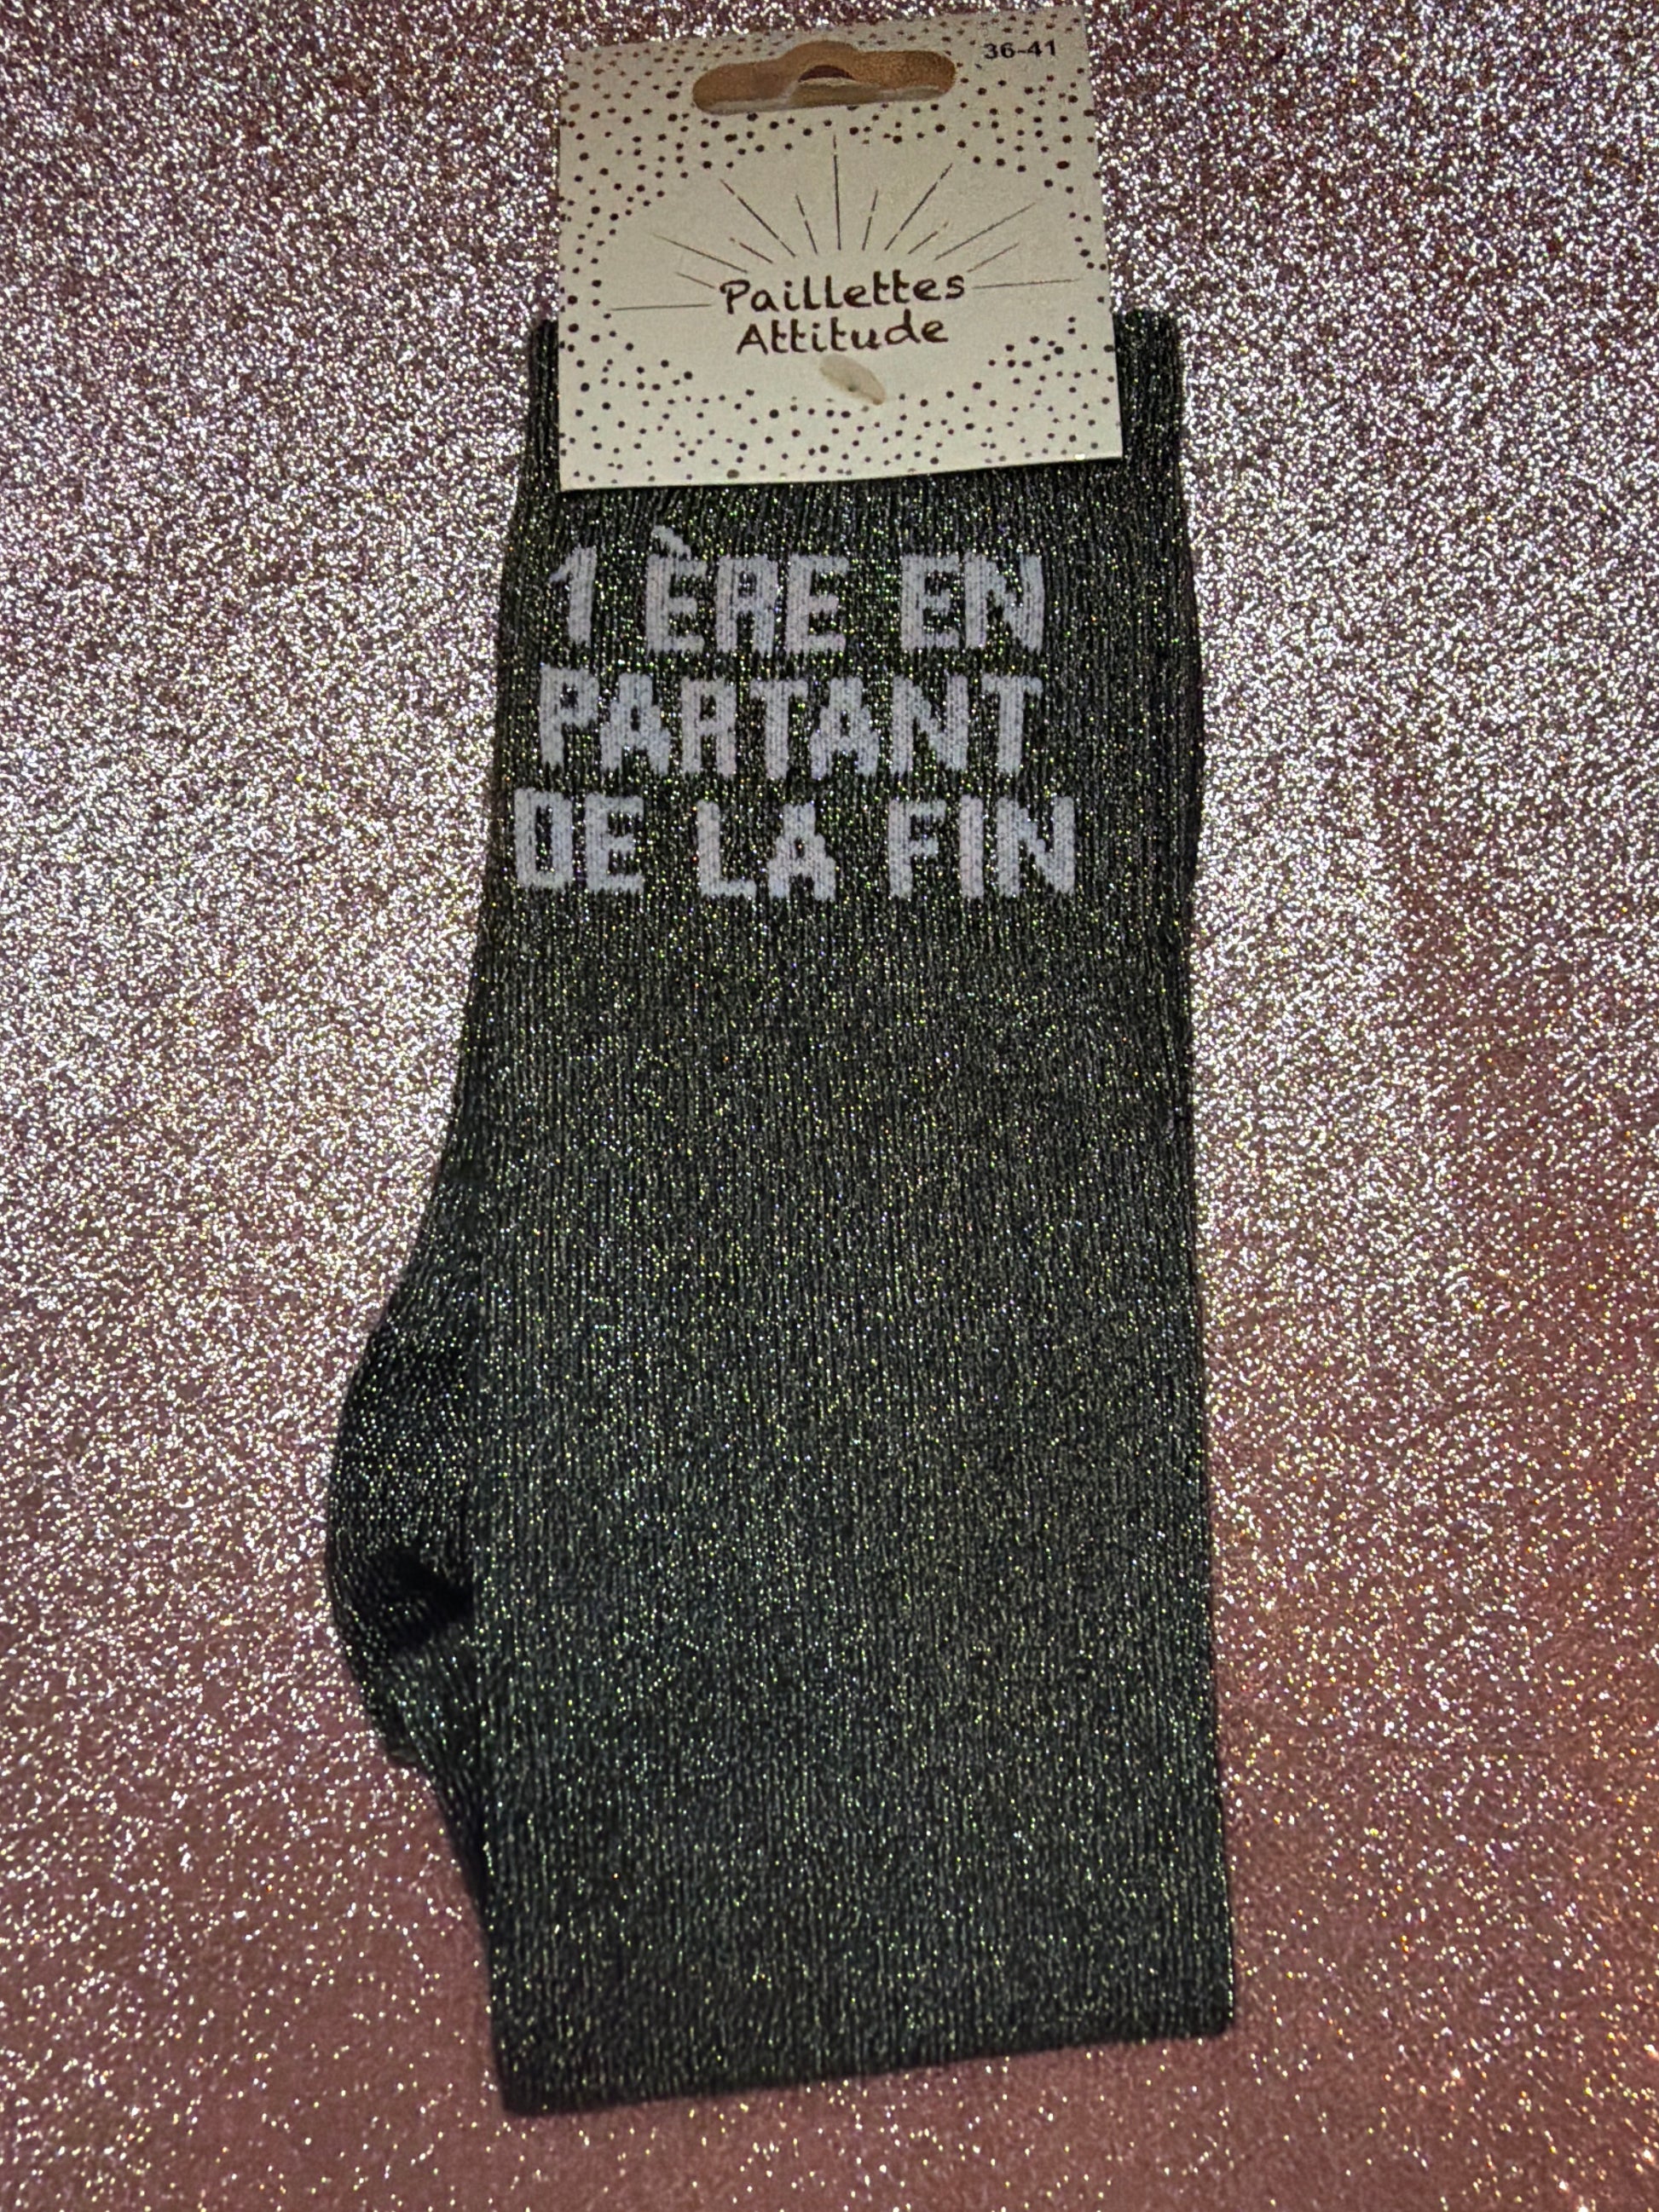 36-41
Paillettes
Attitude
1 ÈRE EN
PARTANT
DE LA FIN